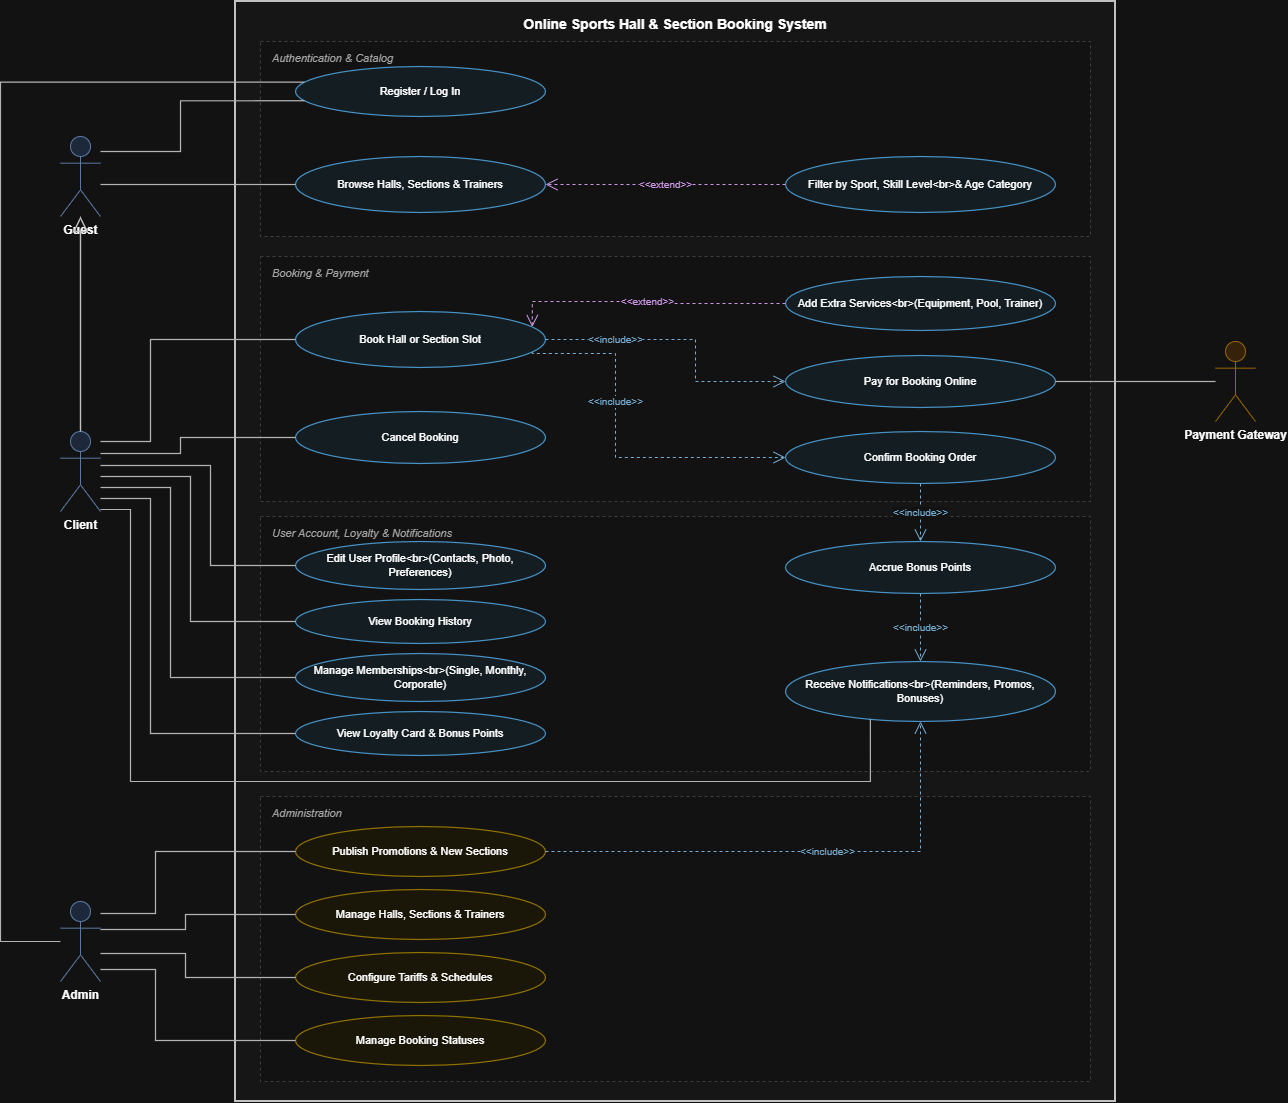 Online Sports Hall & Section Booking System
Authentication & Catalog
Register / Log In
Guest
Browse Halls, Sections & Trainers
<<extend>>
Filter by Sport, Skill Level<br>& Age Category
Booking & Payment
<<extend>>
Add Extra Services<br>(Equipment, Pool, Trainer)
Book Hall or Section Slot
<<include>>
Pay for Booking Online
Payment Gateway
<<include>>
Cancel Booking
Confirm Booking Order
Client
<<include>>
User Account, Loyalty & Notifications
Edit User Profile<br>(Contacts, Photo,
Preferences)
Accrue Bonus Points
View Booking History
<<include>>
Manage Memberships<br>(Single, Monthly,
Corporate)
Receive Notifications<br>(Reminders, Promos,
Bonuses)
View Loyalty Card & Bonus Points
Administration
Publish Promotions & New Sections
<<include>>
Manage Halls, Sections & Trainers
Configure Tariffs & Schedules
Admin
Manage Booking Statuses